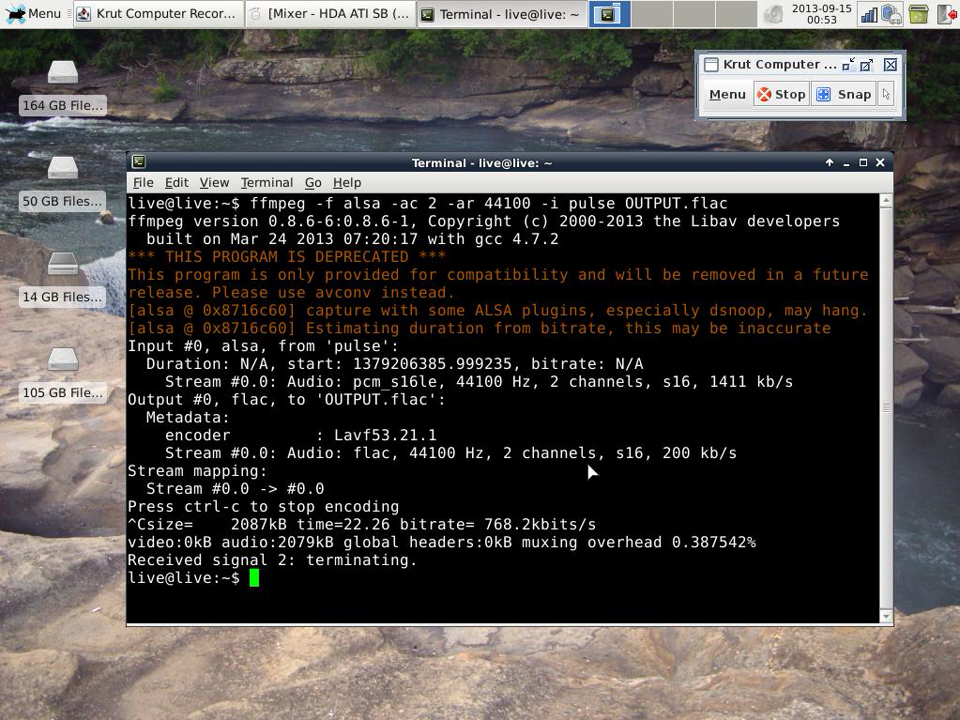 Menu
Krut Computer Recor...
[Mixer - HDA ATI SB (...
Terminal - live@live: ~
2013-09-15
00:53
164 GB File...
50 GB Files...
14 GB Files...
105 GB File...
Krut Computer ...
Menu Stop Snap
Terminal - live@live: ~
File Edit View Terminal Go Help
live@live:~$ ffmpeg -f alsa -ac 2 -ar 44100 -i pulse OUTPUT.flac
ffmpeg version 0.8.6-6:0.8.6-1, Copyright (c) 2000-2013 the Libav developers
built on Mar 24 2013 07:20:17 with gcc 4.7.2
*** THIS PROGRAM IS DEPRECATED ***
This program is only provided for compatibility and will be removed in a future
release. Please use avconv instead.
[alsa @ 0x8716c60] capture with some ALSA plugins, especially dsnoop, may hang.
[alsa @ 0x8716c60] Estimating duration from bitrate, this may be inaccurate
Input #0, alsa, from 'pulse':
Duration: N/A, start: 1379206385.999235, bitrate: N/A
Stream #0.0: Audio: pcm_s16le, 44100 Hz, 2 channels, s16, 1411 kb/s
Output #0, flac, to 'OUTPUT.flac':
Metadata:
encoder         : Lavf53.21.1
Stream #0.0: Audio: flac, 44100 Hz, 2 channels, s16, 200 kb/s
Stream mapping:
Stream #0.0 -> #0.0
Press ctrl-c to stop encoding
^Csize=    2087kB time=22.26 bitrate= 768.2kbits/s
video:0kB audio:2079kB global headers:0kB muxing overhead 0.387542%
Received signal 2: terminating.
live@live:~$